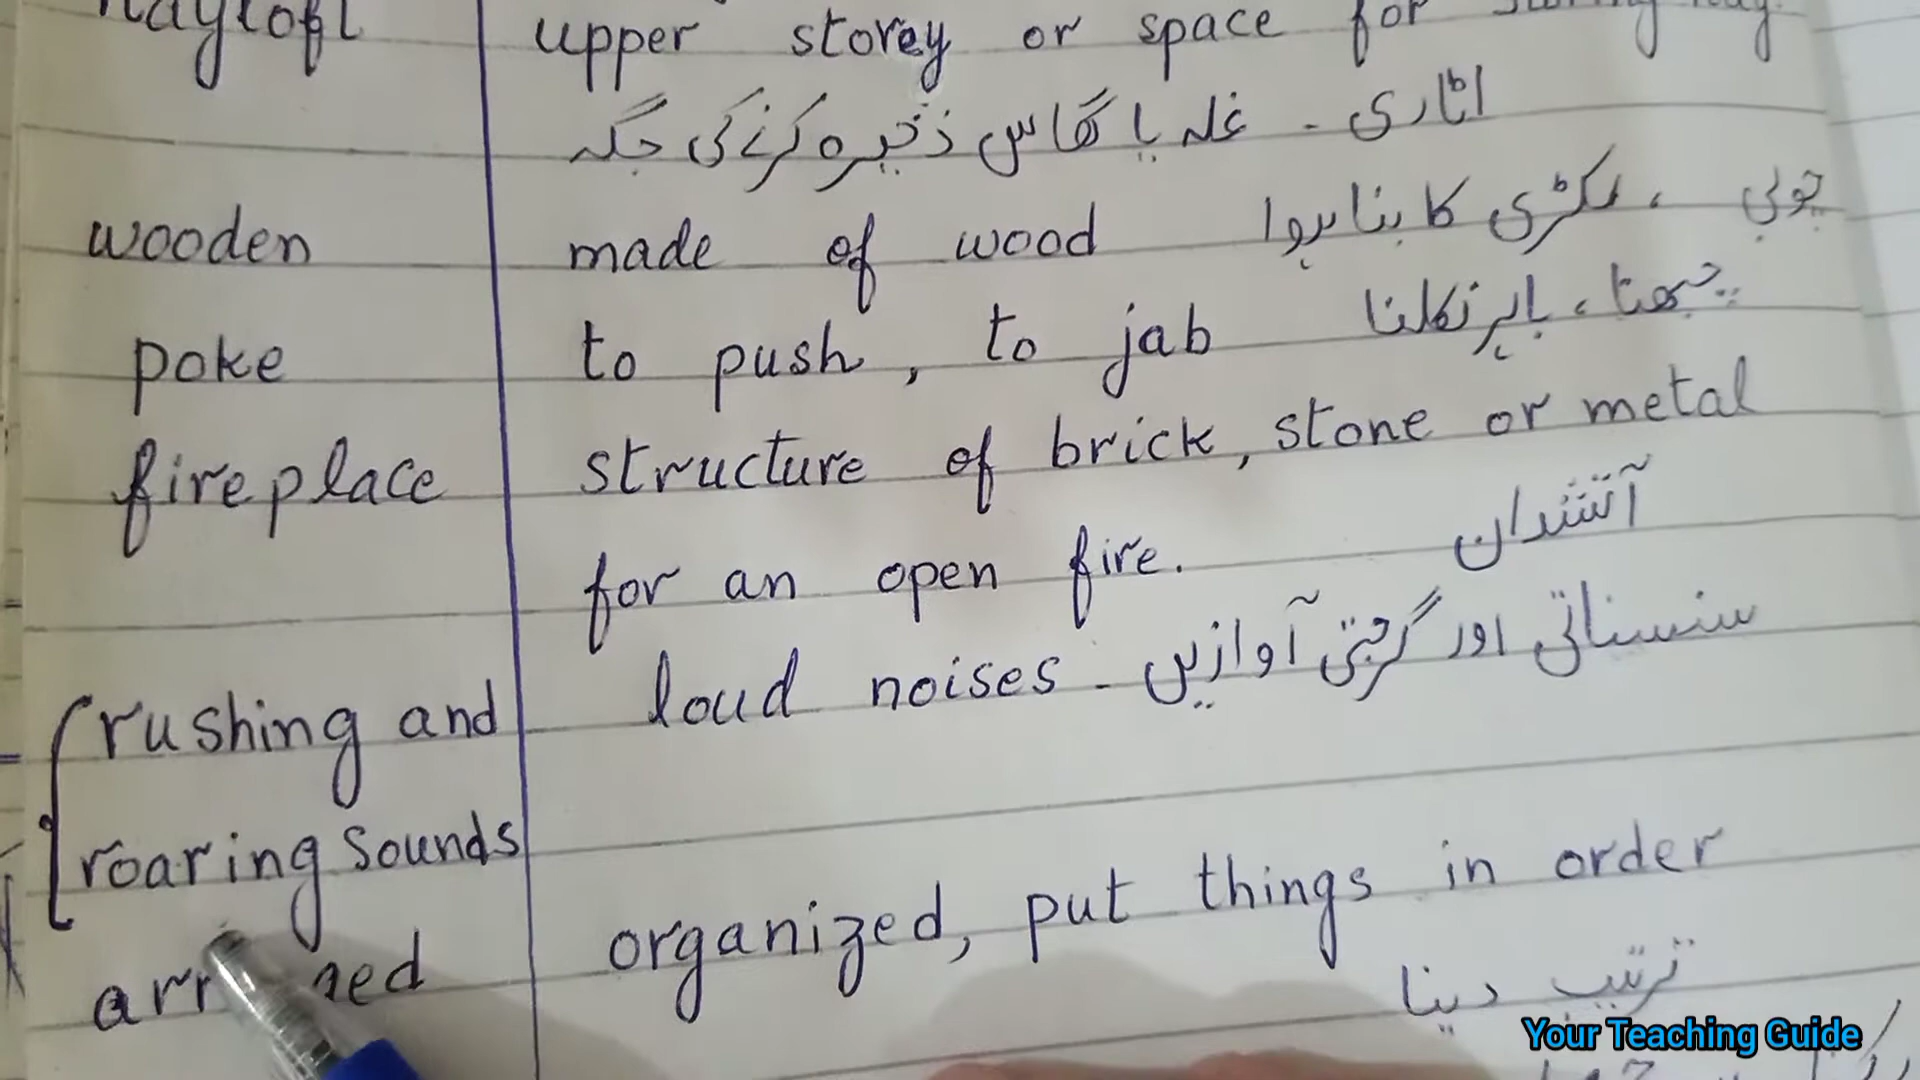 hayloft upper storey or space for storing hay.
اٹاری - غلہ یا گھاس ذخیرہ کرنے کی جگہ
wooden made of wood چوبی ، لکڑی کا بنا ہوا
poke to push, to jab چبھنا، باہر نکلنا
fireplace structure of brick, stone or metal
for an open fire. آتشدان
rushing and loud noises - سنسناتی اور گرجتی آوازیں
roaring sounds
organized, put things in order
ترتیب دینا
Your Teaching Guide